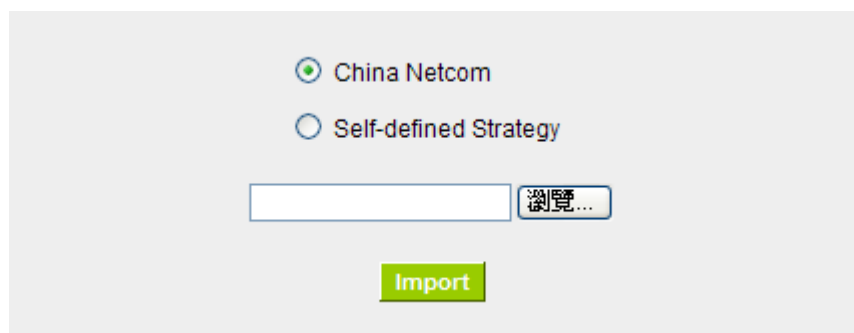 China Netcom
Self-defined Strategy
瀏覽...
Import